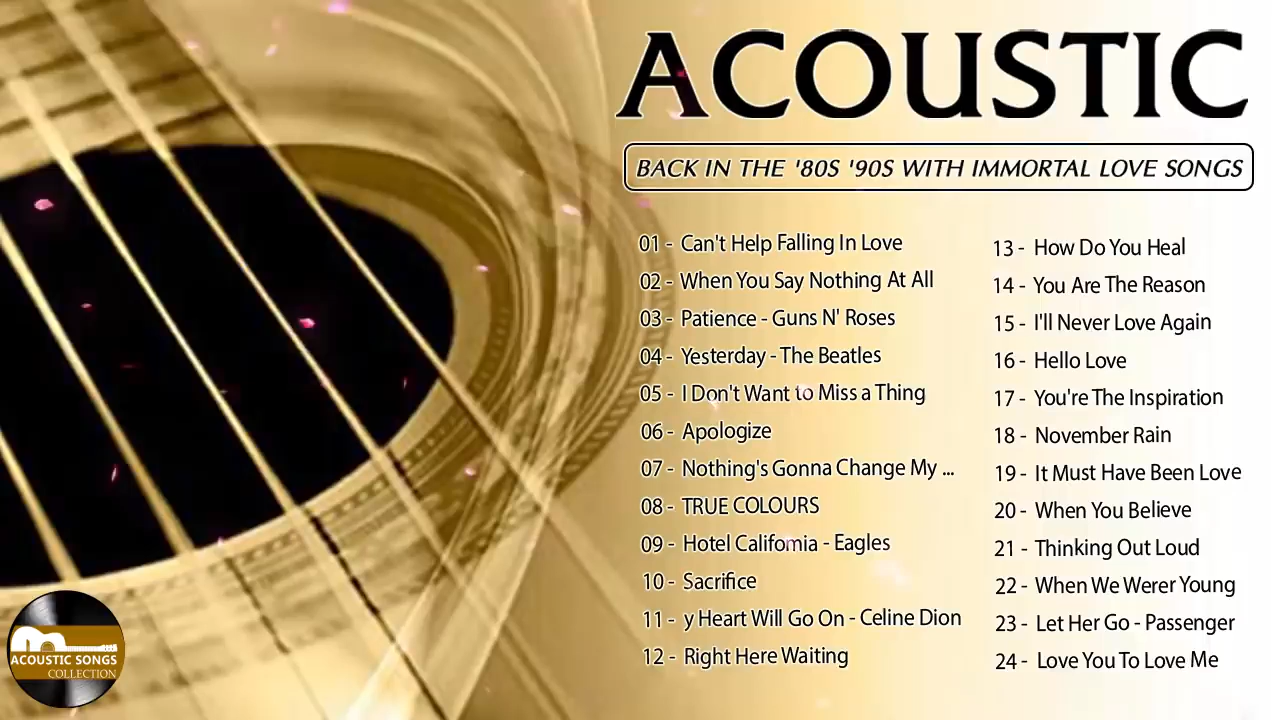 ACOUSTIC
BACK IN THE '80S '90S WITH IMMORTAL LOVE SONGS
01 - Can't Help Falling In Love
02 - When You Say Nothing At All
03 - Patience - Guns N' Roses
04 - Yesterday - The Beatles
05 - I Don't Want to Miss a Thing
06 - Apologize
07 - Nothing's Gonna Change My ...
08 - TRUE COLOURS
09 - Hotel California - Eagles
10 - Sacrifice
11 - y Heart Will Go On - Celine Dion
12 - Right Here Waiting
13 - How Do You Heal
14 - You Are The Reason
15 - I'll Never Love Again
16 - Hello Love
17 - You're The Inspiration
18 - November Rain
19 - It Must Have Been Love
20 - When You Believe
21 - Thinking Out Loud
22 - When We Werer Young
23 - Let Her Go - Passenger
24 - Love You To Love Me
ACOUSTIC SONGS
COLLECTION